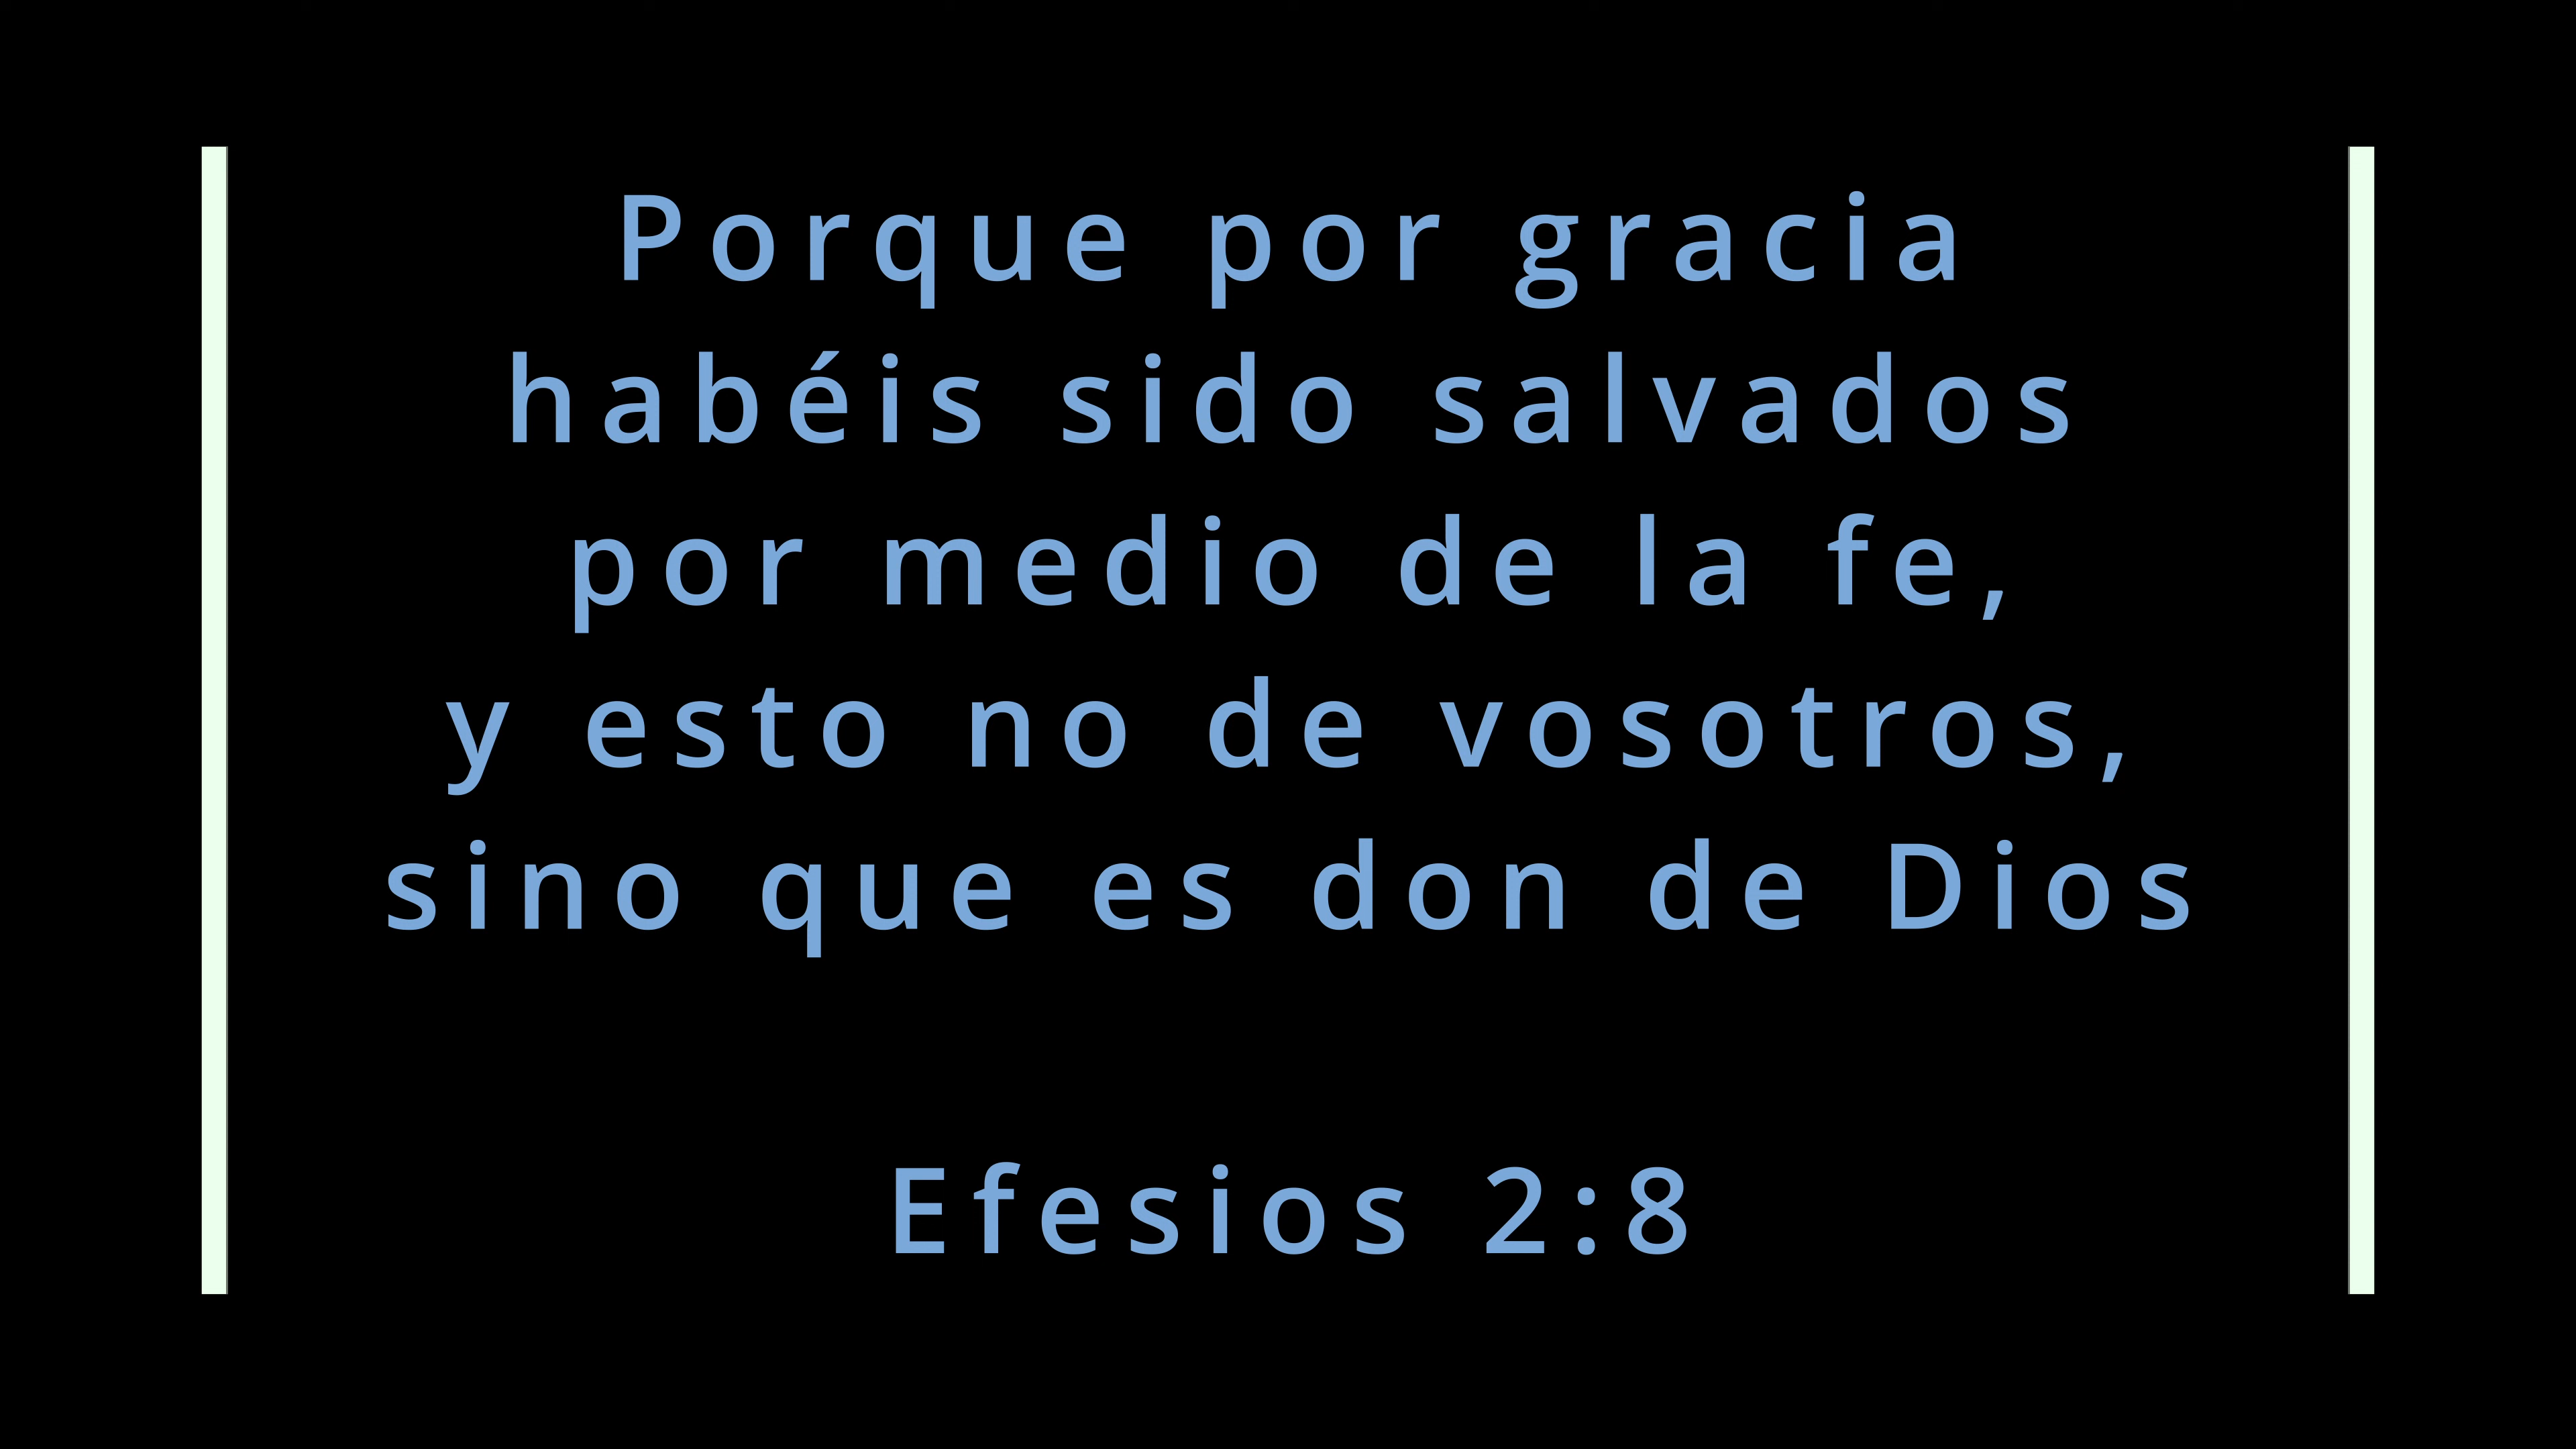 Porque por gracia
habéis sido salvados
por medio de la fe,
y esto no de vosotros,
sino que es don de Dios
Efesios 2:8